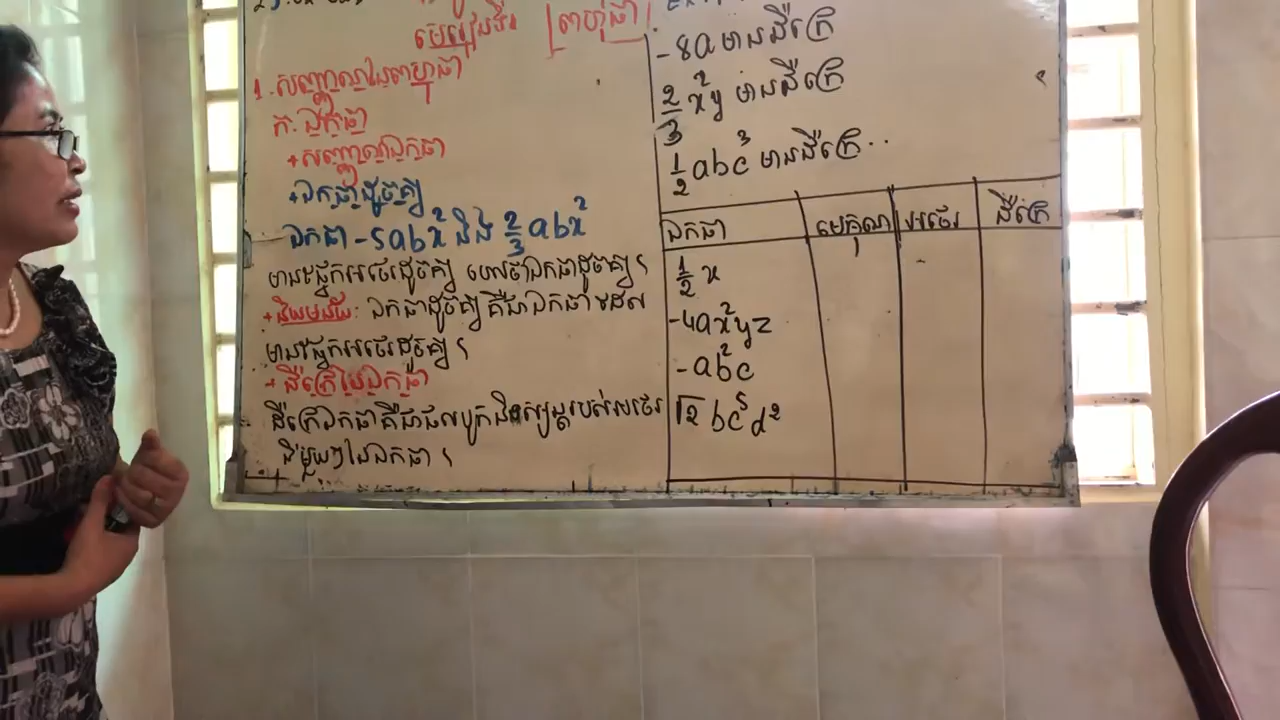 មេរៀនទី៖ ពហុធា
1. សញ្ញាណនៃពហុធា
ក. ឯកធា
+សញ្ញាណឯកធា
+ឯកធាដូចគ្នា
ឯកធា -5abx² និង 2/3 abx²
មានផ្នែកអថេរដូចគ្នា ហៅថាឯកធាដូចគ្នា។
+និយមន័យ: ឯកធាដូចគ្នា គឺជាឯកធាដែល
មានផ្នែកអថេរដូចគ្នា។
+ ដឺក្រេនៃឯកធា
ដឺក្រេឯកធាគឺជាផលបូកនិទស្សន្តរបស់អថេរ
នីមួយៗនៃឯកធា។
-8a មានដឺក្រេ
2/3 x²y មានដឺក្រេ
1/2 abc³ មានដឺក្រេ..
ឯកធា មេគុណ អថេរ ដឺក្រេ
1/2 x
-4ax²yz
-ab²c
√2 bc⁵d²